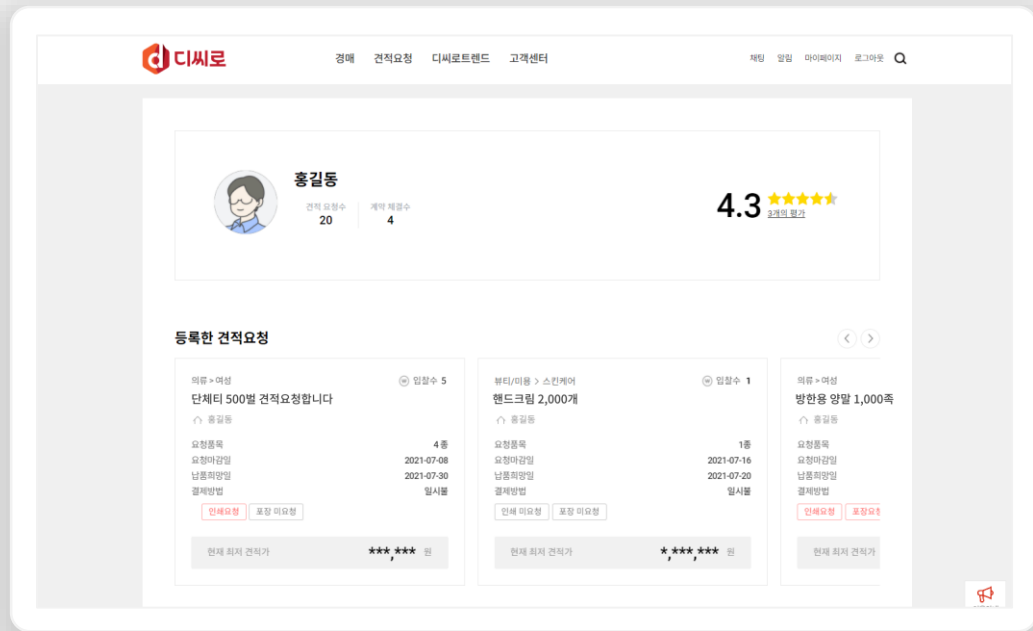 디씨로
경매 견적요청 디씨로트렌드 고객센터
채팅 알림 마이페이지 로그아웃
홍길동
견적 요청수 계약 체결수
20 4
4.3
3개의 평가
등록한 견적요청
의류 > 여성 입찰수 5
단체티 500벌 견적요청합니다
홍길동
요청품목 4 종
요청마감일 2021-07-08
납품희망일 2021-07-30
결제방법 일시불
인쇄요청 포장 미요청
현재 최저 견적가 ***,*** 원
뷰티/미용 > 스킨케어 입찰수 1
핸드크림 2,000개
홍길동
요청품목 1종
요청마감일 2021-07-16
납품희망일 2021-07-20
결제방법 일시불
인쇄 미요청 포장 미요청
현재 최저 견적가 *,***,*** 원
의류 > 여성
방한용 양말 1,000족
홍길동
요청품목
요청마감일
납품희망일
결제방법
인쇄요청 포장요청
현재 최저 견적가